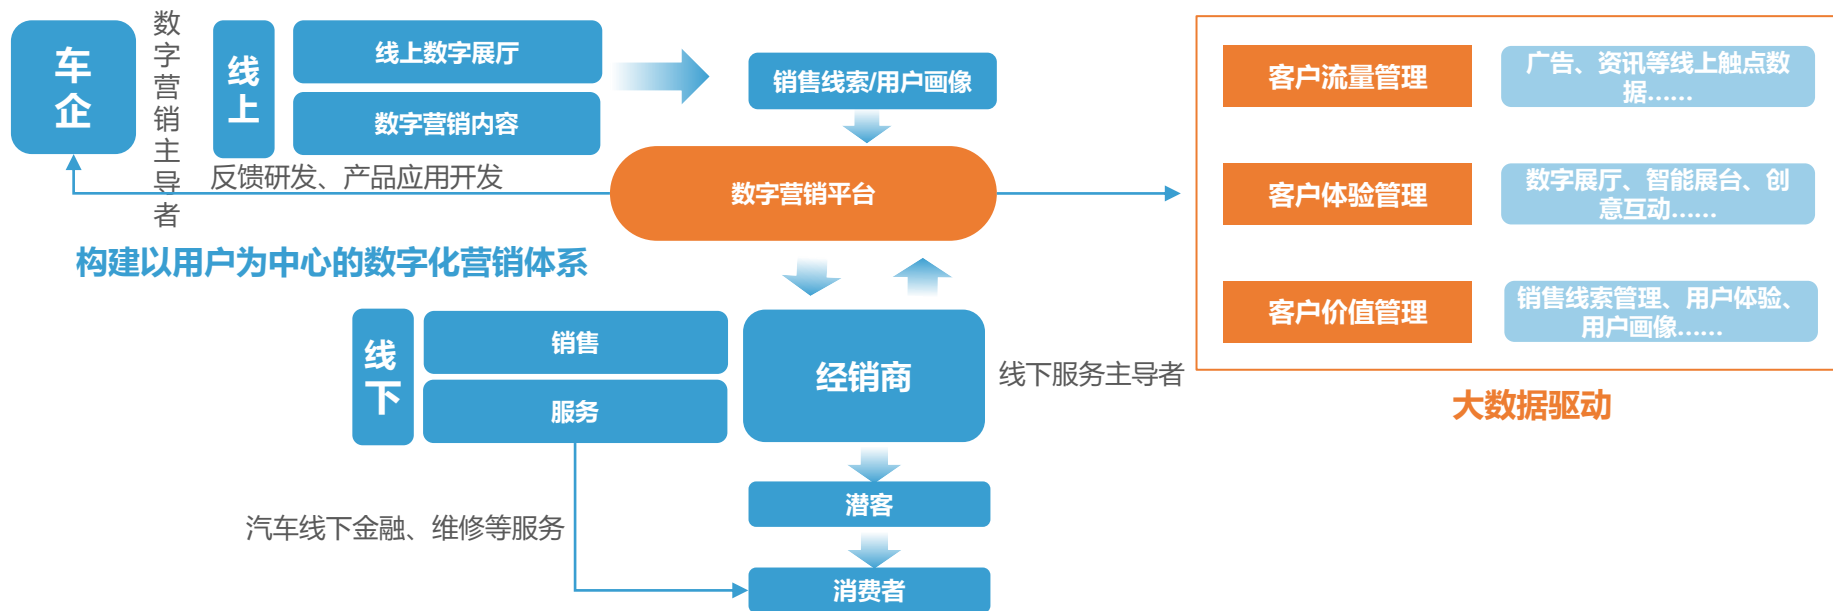 车
企
数字营销主导者
线
上
线上数字展厅
数字营销内容
销售线索/用户画像
反馈研发、产品应用开发
数字营销平台
构建以用户为中心的数字化营销体系
线
下
销售
服务
经销商
线下服务主导者
汽车线下金融、维修等服务
潜客
消费者
客户流量管理
广告、资讯等线上触点数
据……
客户体验管理
数字展厅、智能展台、创
意互动……
客户价值管理
销售线索管理、用户体验、
用户画像……
大数据驱动